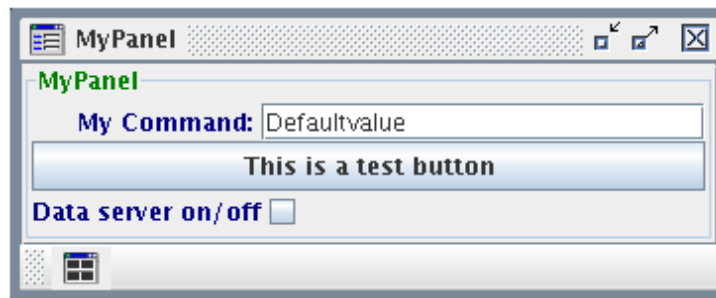 MyPanel
MyPanel
My Command: Defaultvalue
This is a test button
Data server on/off